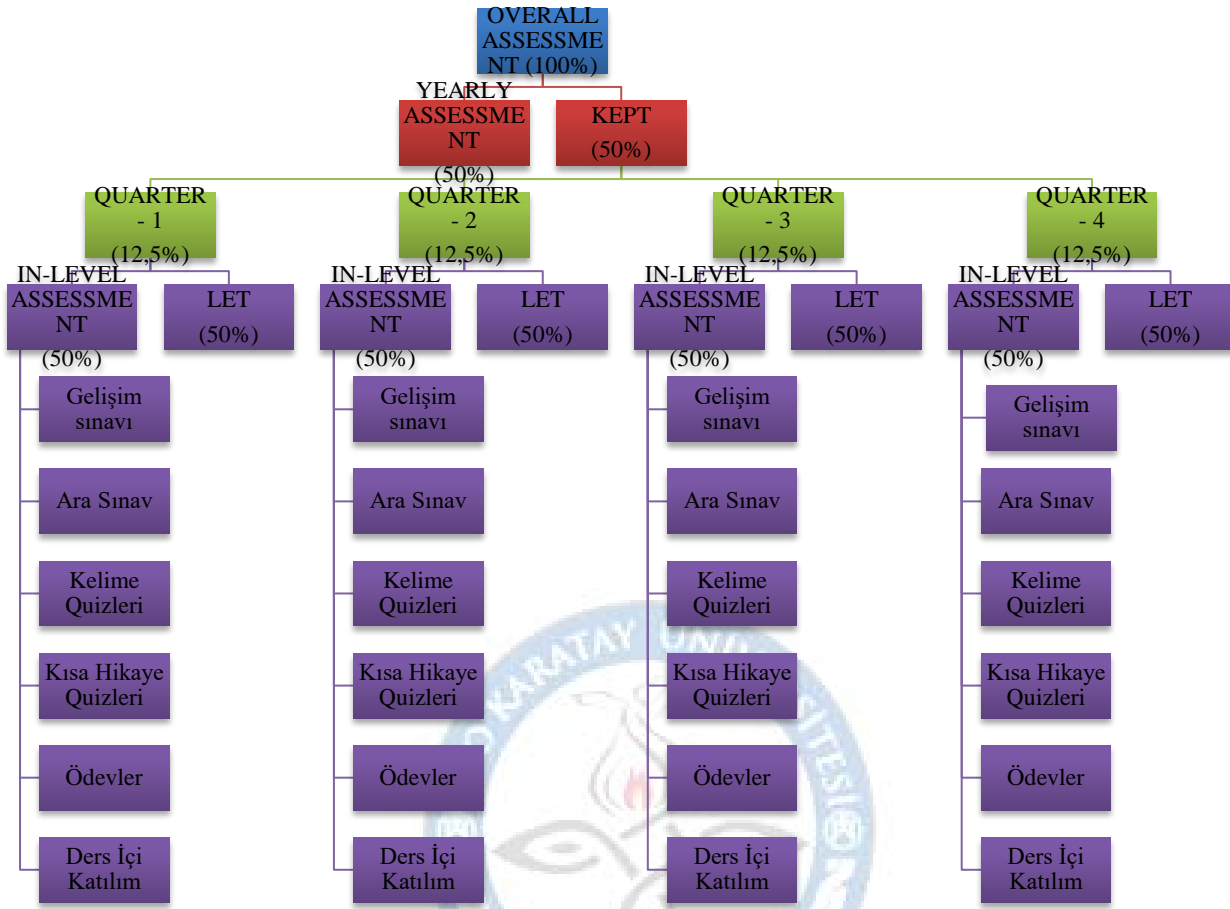 OVERALL
ASSESSME
NT (100%)
YEARLY
ASSESSME
NT
(50%)
KEPT
(50%)
QUARTER
- 1
(12,5%)
QUARTER
- 2
(12,5%)
QUARTER
- 3
(12,5%)
QUARTER
- 4
(12,5%)
IN-LEVEL
ASSESSME
NT
(50%)
LET
(50%)
IN-LEVEL
ASSESSME
NT
(50%)
LET
(50%)
IN-LEVEL
ASSESSME
NT
(50%)
LET
(50%)
IN-LEVEL
ASSESSME
NT
(50%)
LET
(50%)
Gelişim
sınavı
Ara Sınav
Kelime
Quizleri
Kısa Hikaye
Quizleri
Ödevler
Ders İçi
Katılım
Gelişim
sınavı
Ara Sınav
Kelime
Quizleri
Kısa Hikaye
Quizleri
Ödevler
Ders İçi
Katılım
Gelişim
sınavı
Ara Sınav
Kelime
Quizleri
Kısa Hikaye
Quizleri
Ödevler
Ders İçi
Katılım
Gelişim
sınavı
Ara Sınav
Kelime
Quizleri
Kısa Hikaye
Quizleri
Ödevler
Ders İçi
Katılım
KARATAY